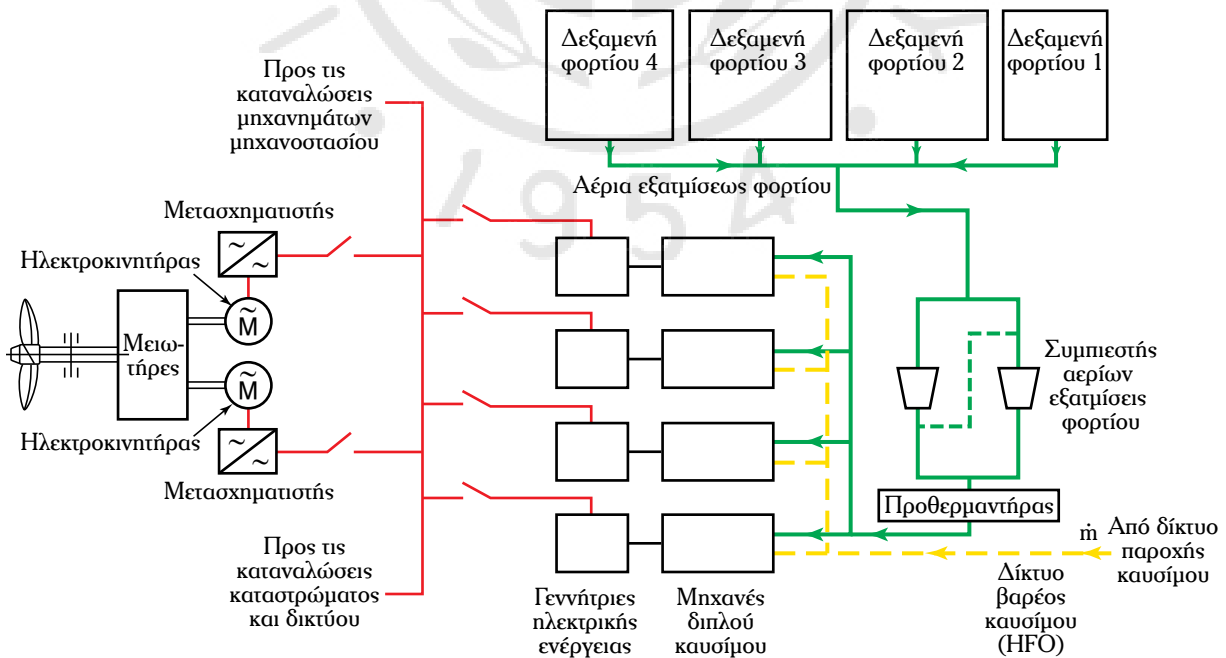 Δεξαμενή
φορτίου 4
Δεξαμενή
φορτίου 3
Δεξαμενή
φορτίου 2
Δεξαμενή
φορτίου 1
Προς τις
καταναλώσεις
μηχανημάτων
μηχανοστασίου
Αέρια εξατμίσεως φορτίου
1954
Μετασχηματιστής
~
~
Ηλεκτροκινητήρας
~
M
Μειω-
τήρες
~
M
Ηλεκτροκινητήρας
~
~
Μετασχηματιστής
Συμπιεστής
αερίων
εξατμίσεις
φορτίου
Προθερμαντήρας
ṁ
Από δίκτυο
παροχής
καυσίμου
Προς τις
καταναλώσεις
καταστρώματος
και δικτύου
Γεννήτριες
ηλεκτρικής
ενέργειας
Μηχανές
διπλού
καυσίμου
Δίκτυο
βαρέος
καυσίμου
(HFO)